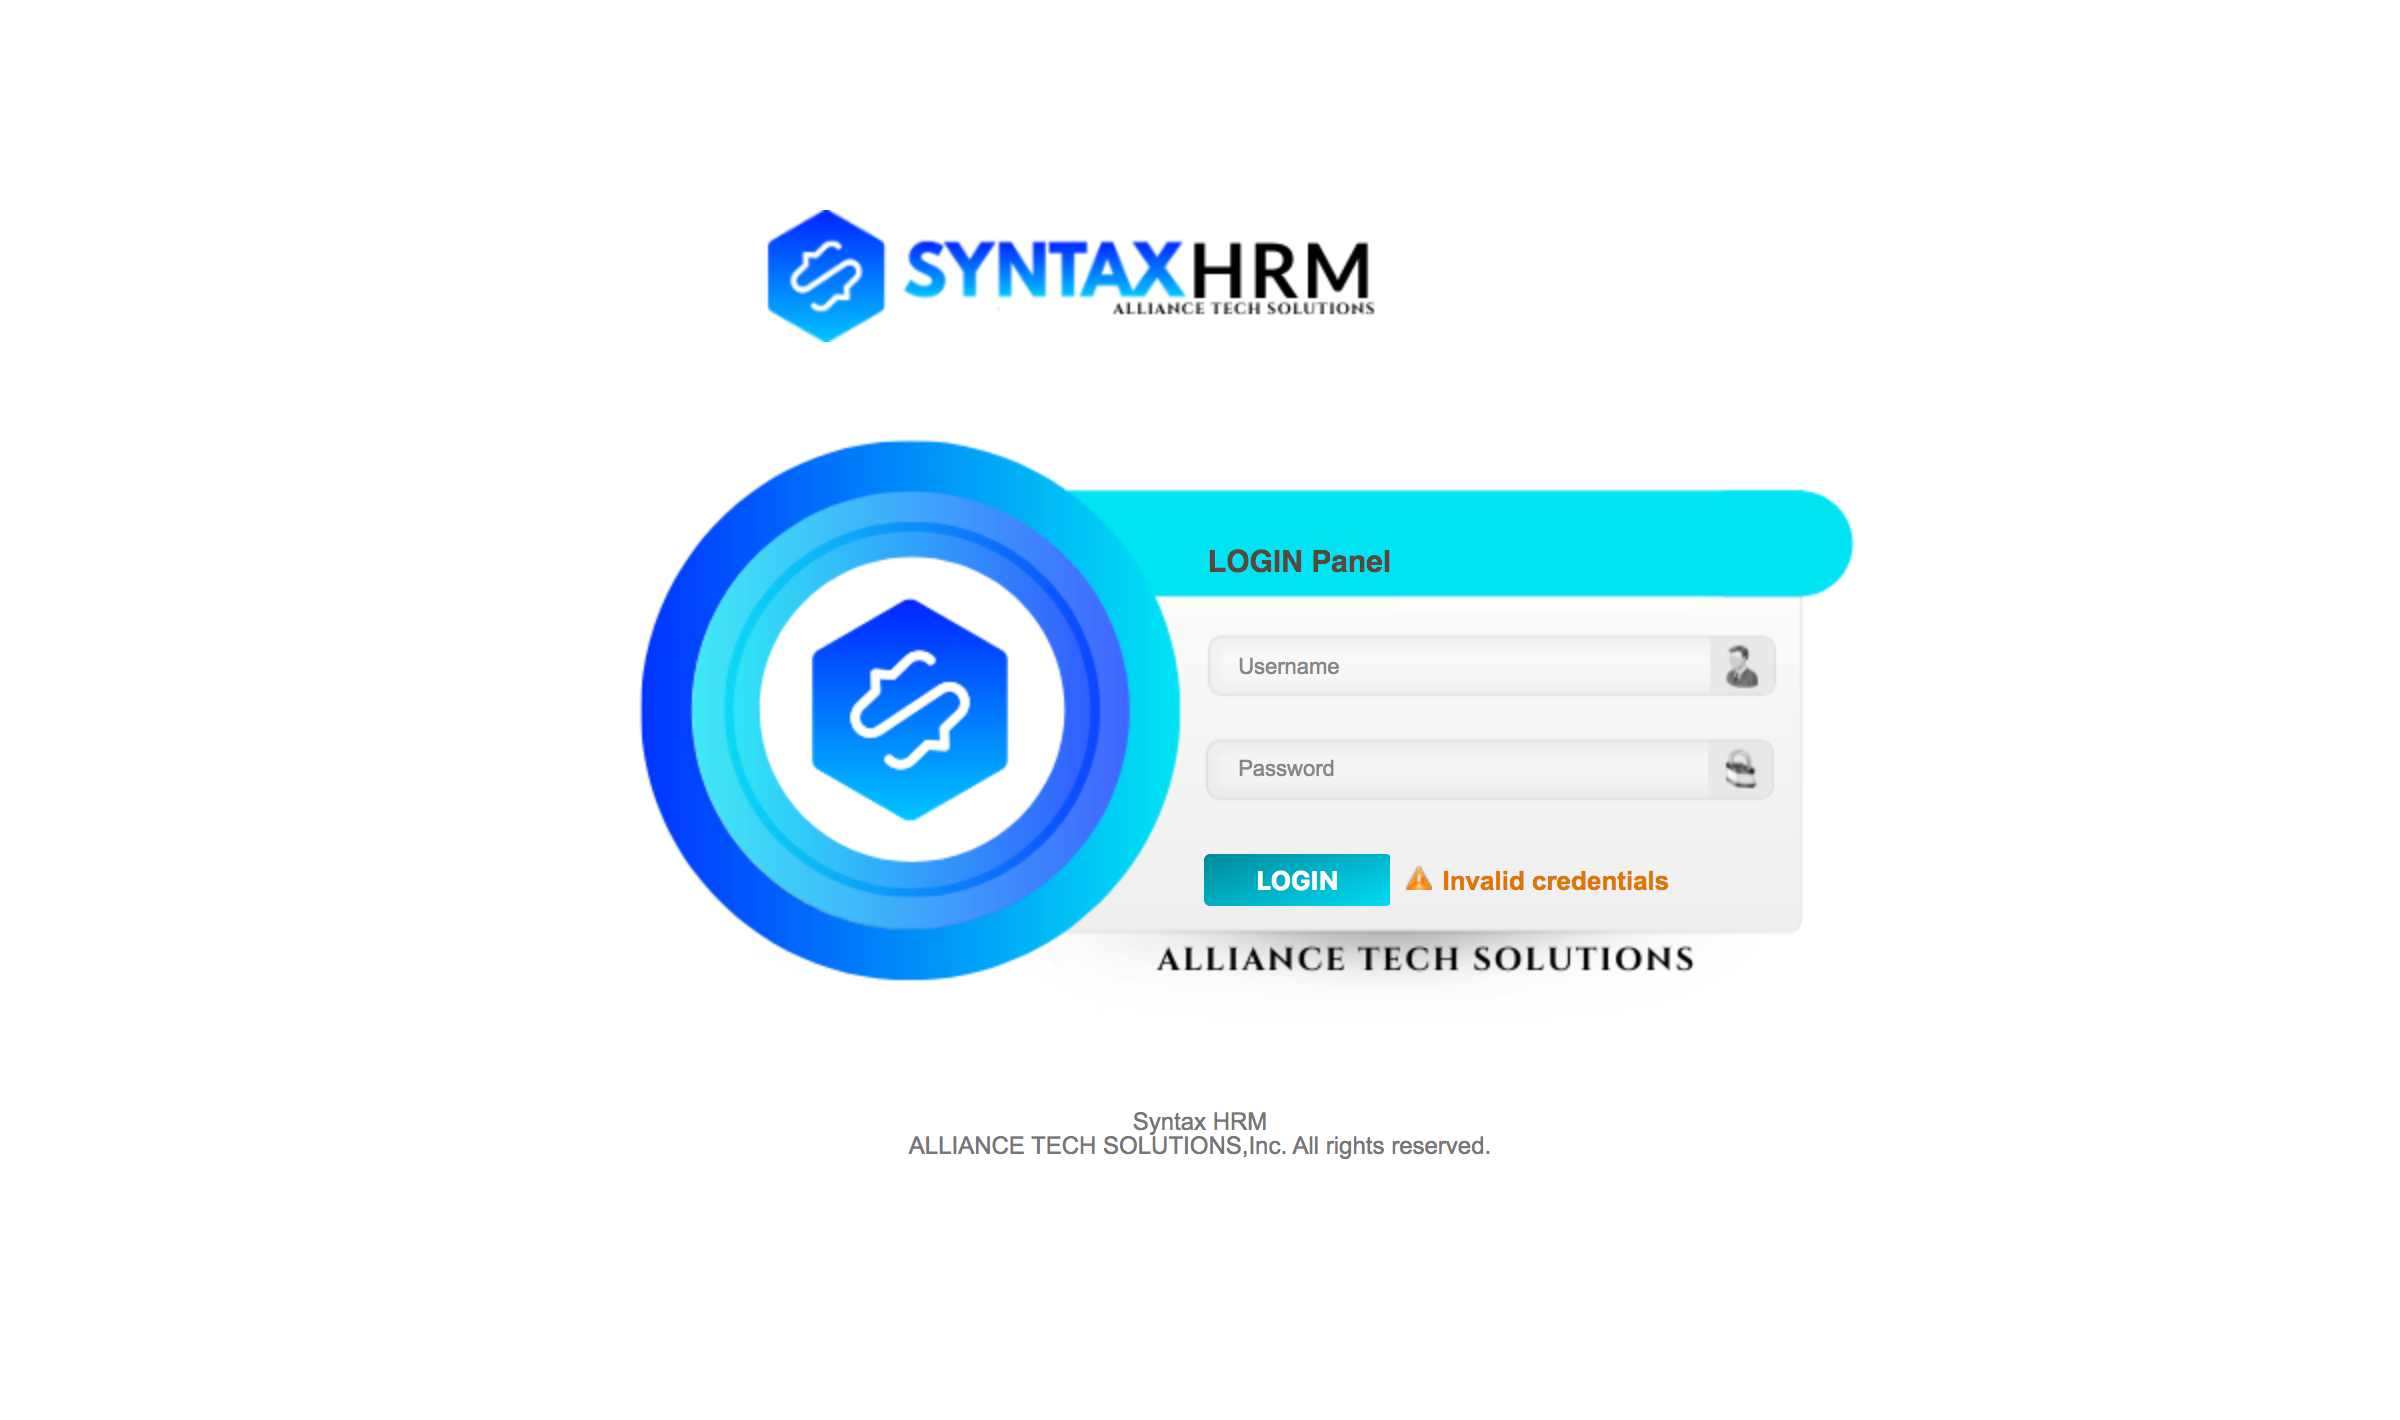 SYNTAXHRM
ALLIANCE TECH SOLUTIONS
LOGIN Panel
Username
Password
LOGIN Invalid credentials
ALLIANCE TECH SOLUTIONS
Syntax HRM
ALLIANCE TECH SOLUTIONS,Inc. All rights reserved.